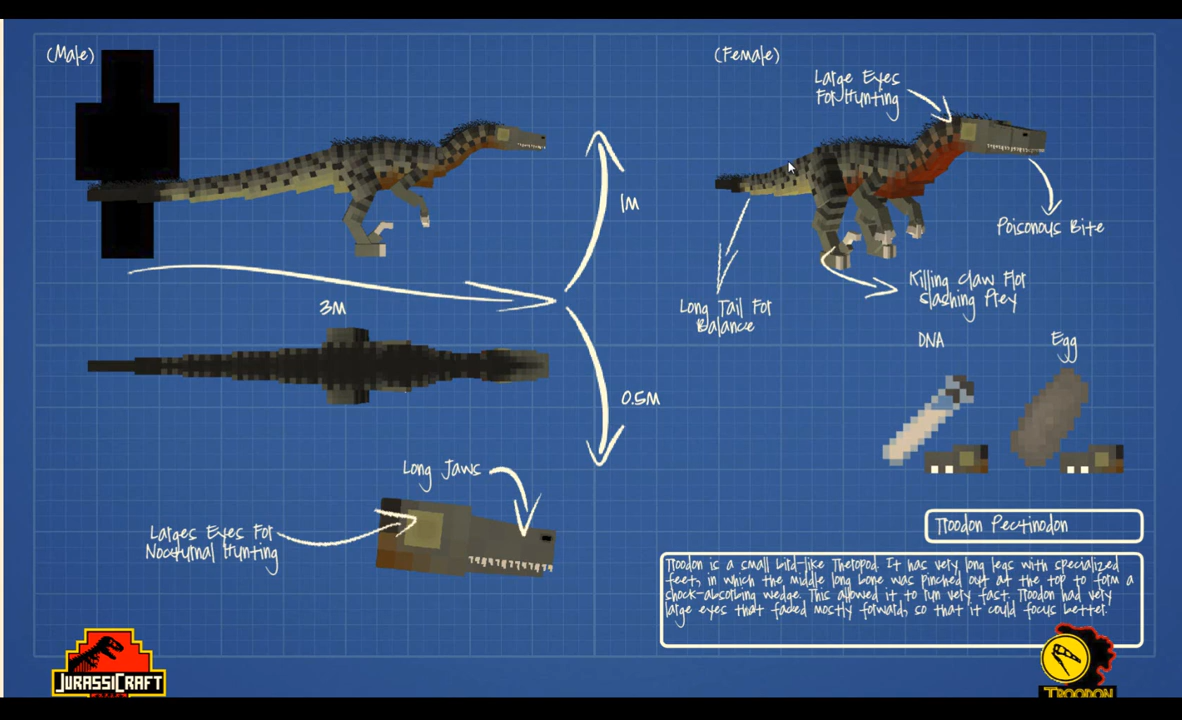 (Male)
(Female)
Large Eyes
For Hunting
1M
Poisonous Bite
3M
Long Tail For
Balance
Killing Claw For
Slashing Prey
DNA
Egg
0.5M
Long Jaws
Larges Eyes For
Nocturnal Hunting
Troodon Pectinodon
Troodon is a small bird-like Theropod. It has very long legs with specialized
feet, in which the middle long bone was pinched out at the top to form a
shock-absorbing wedge. This allowed it to run very fast. Troodon had very
large eyes that faced mostly forward, so that it could focus better.
JURASSICRAFT
TROODON